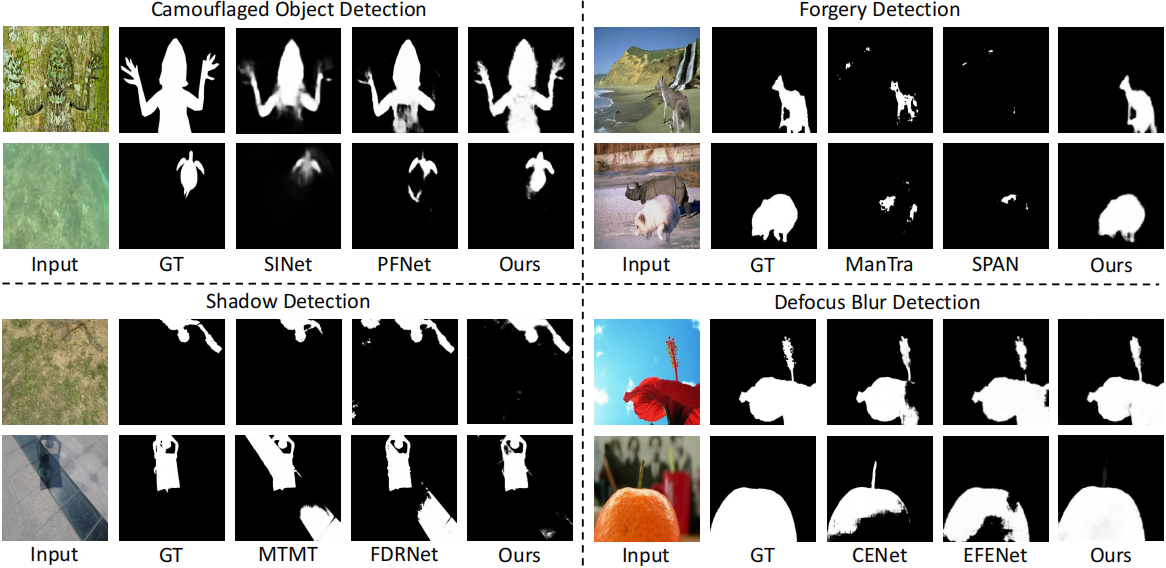 Camouflaged Object Detection
Input GT SINet PFNet Ours
Forgery Detection
Input GT ManTra SPAN Ours
Shadow Detection
Input GT MTMT FDRNet Ours
Defocus Blur Detection
Input GT CENet EFENet Ours